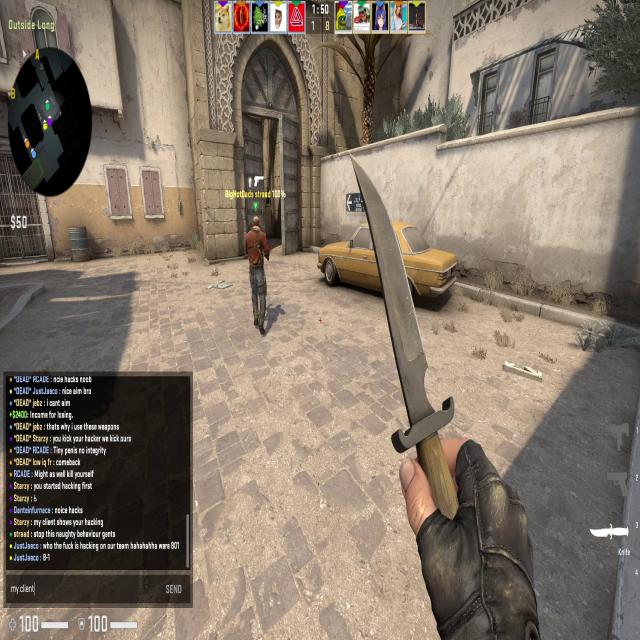 Outside Long
1:50
1 8
A
B
$50
BigHotDads straad 100%
*DEAD* RCADE : ncie hacks noob
*DEAD* JustJaeco : nice aim bro
*DEAD* jebz : i cant aim
+$2400: Income for losing.
*DEAD* jebz : thats why i use these weapons
*DEAD* Starzy : you kick your hacker we kick ours
*DEAD* RCADE : Tiny penis no integrity
*DEAD* low iq fr : comeback
RCADE : Might as well kill yourself
Starzy : you started hacking first
Starzy : s
Danteinfurnace : noice hacks
Starzy : my client shows your hacking
straad : stop this naughty behaviour gents
JustJaeco : who the fuck is hacking on our team hahahahha were 801
JustJaeco : 8-1
my client
SEND
100 100
Knife